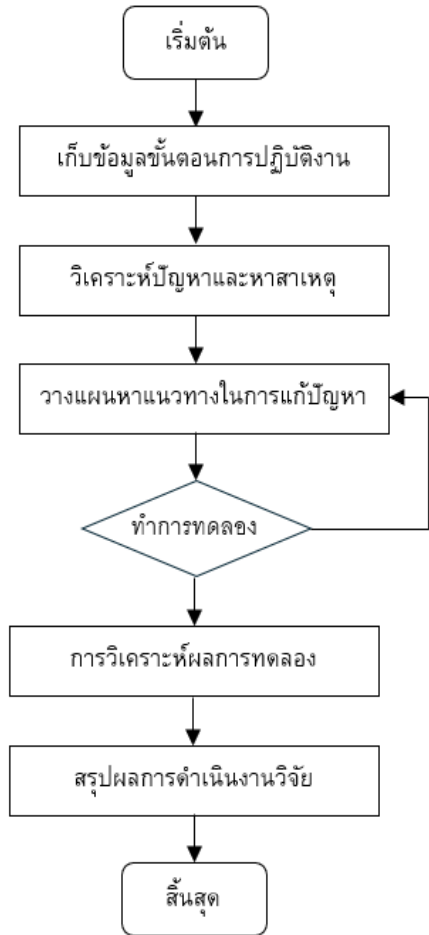 เริ่มต้น
เก็บข้อมูลขั้นตอนการปฏิบัติงาน
วิเคราะห์ปัญหาและหาสาเหตุ
วางแผนหาแนวทางในการแก้ปัญหา
ทำการทดลอง
การวิเคราะห์ผลการทดลอง
สรุปผลการดำเนินงานวิจัย
สิ้นสุด